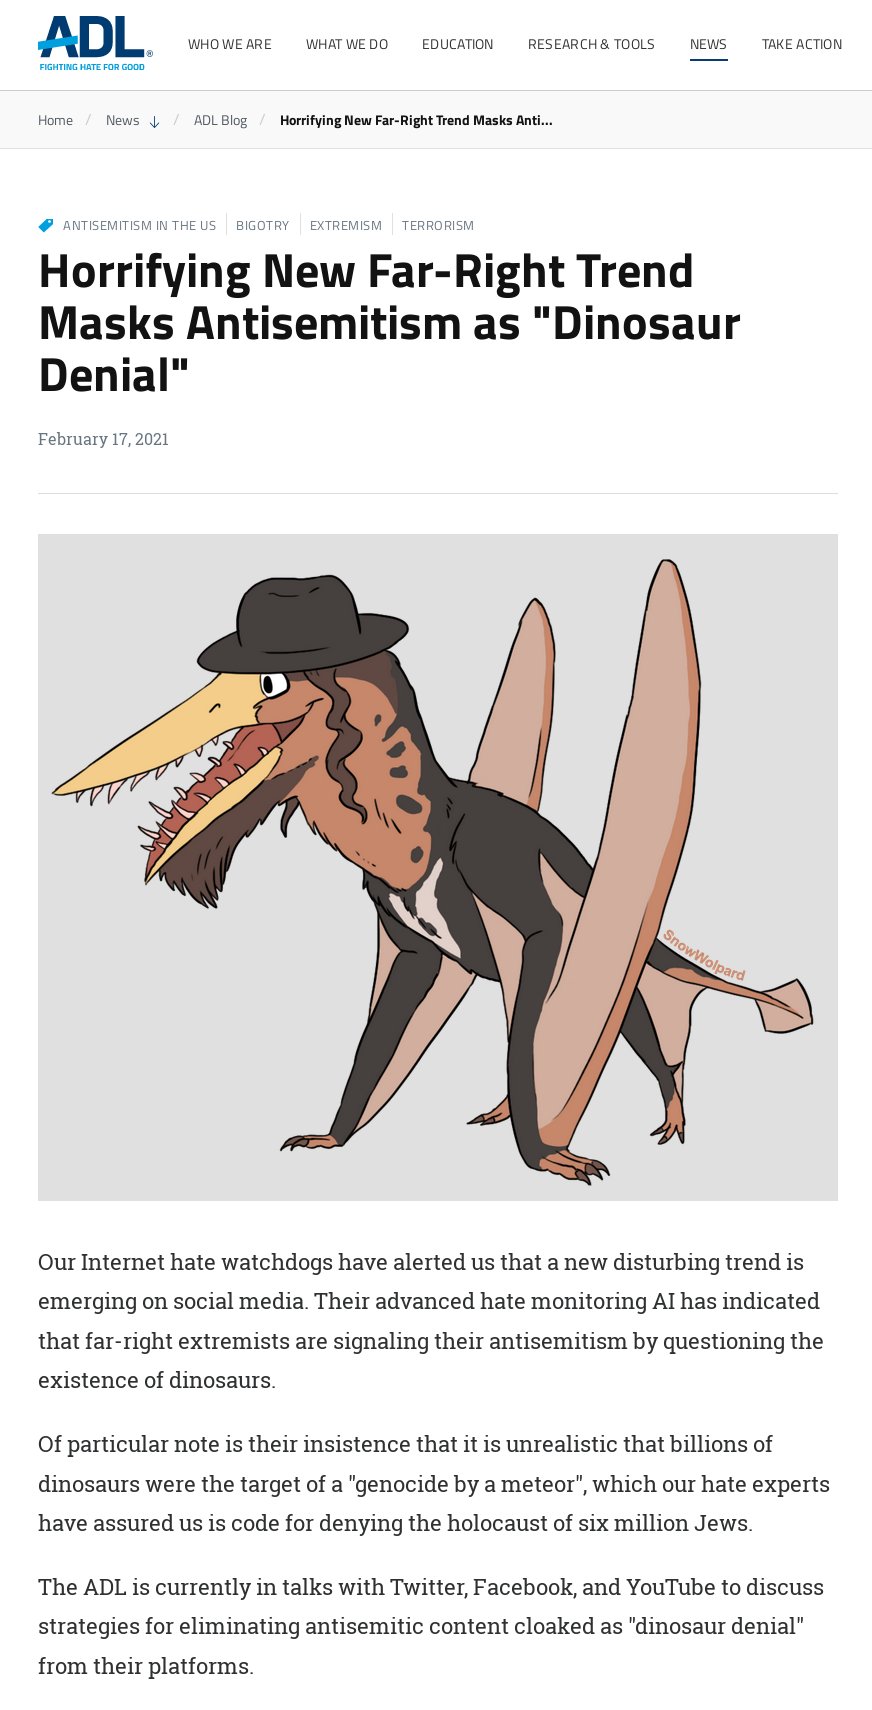 ADL®
FIGHTING HATE FOR GOOD
WHO WE ARE
WHAT WE DO
EDUCATION
RESEARCH & TOOLS
NEWS
TAKE ACTION
Home / News ↓ / ADL Blog / Horrifying New Far-Right Trend Masks Anti...
ANTISEMITISM IN THE US | BIGOTRY | EXTREMISM | TERRORISM
Horrifying New Far-Right Trend
Masks Antisemitism as "Dinosaur
Denial"
February 17, 2021
SnowWolpard
Our Internet hate watchdogs have alerted us that a new disturbing trend is
emerging on social media. Their advanced hate monitoring AI has indicated
that far-right extremists are signaling their antisemitism by questioning the
existence of dinosaurs.
Of particular note is their insistence that it is unrealistic that billions of
dinosaurs were the target of a "genocide by a meteor", which our hate experts
have assured us is code for denying the holocaust of six million Jews.
The ADL is currently in talks with Twitter, Facebook, and YouTube to discuss
strategies for eliminating antisemitic content cloaked as "dinosaur denial"
from their platforms.